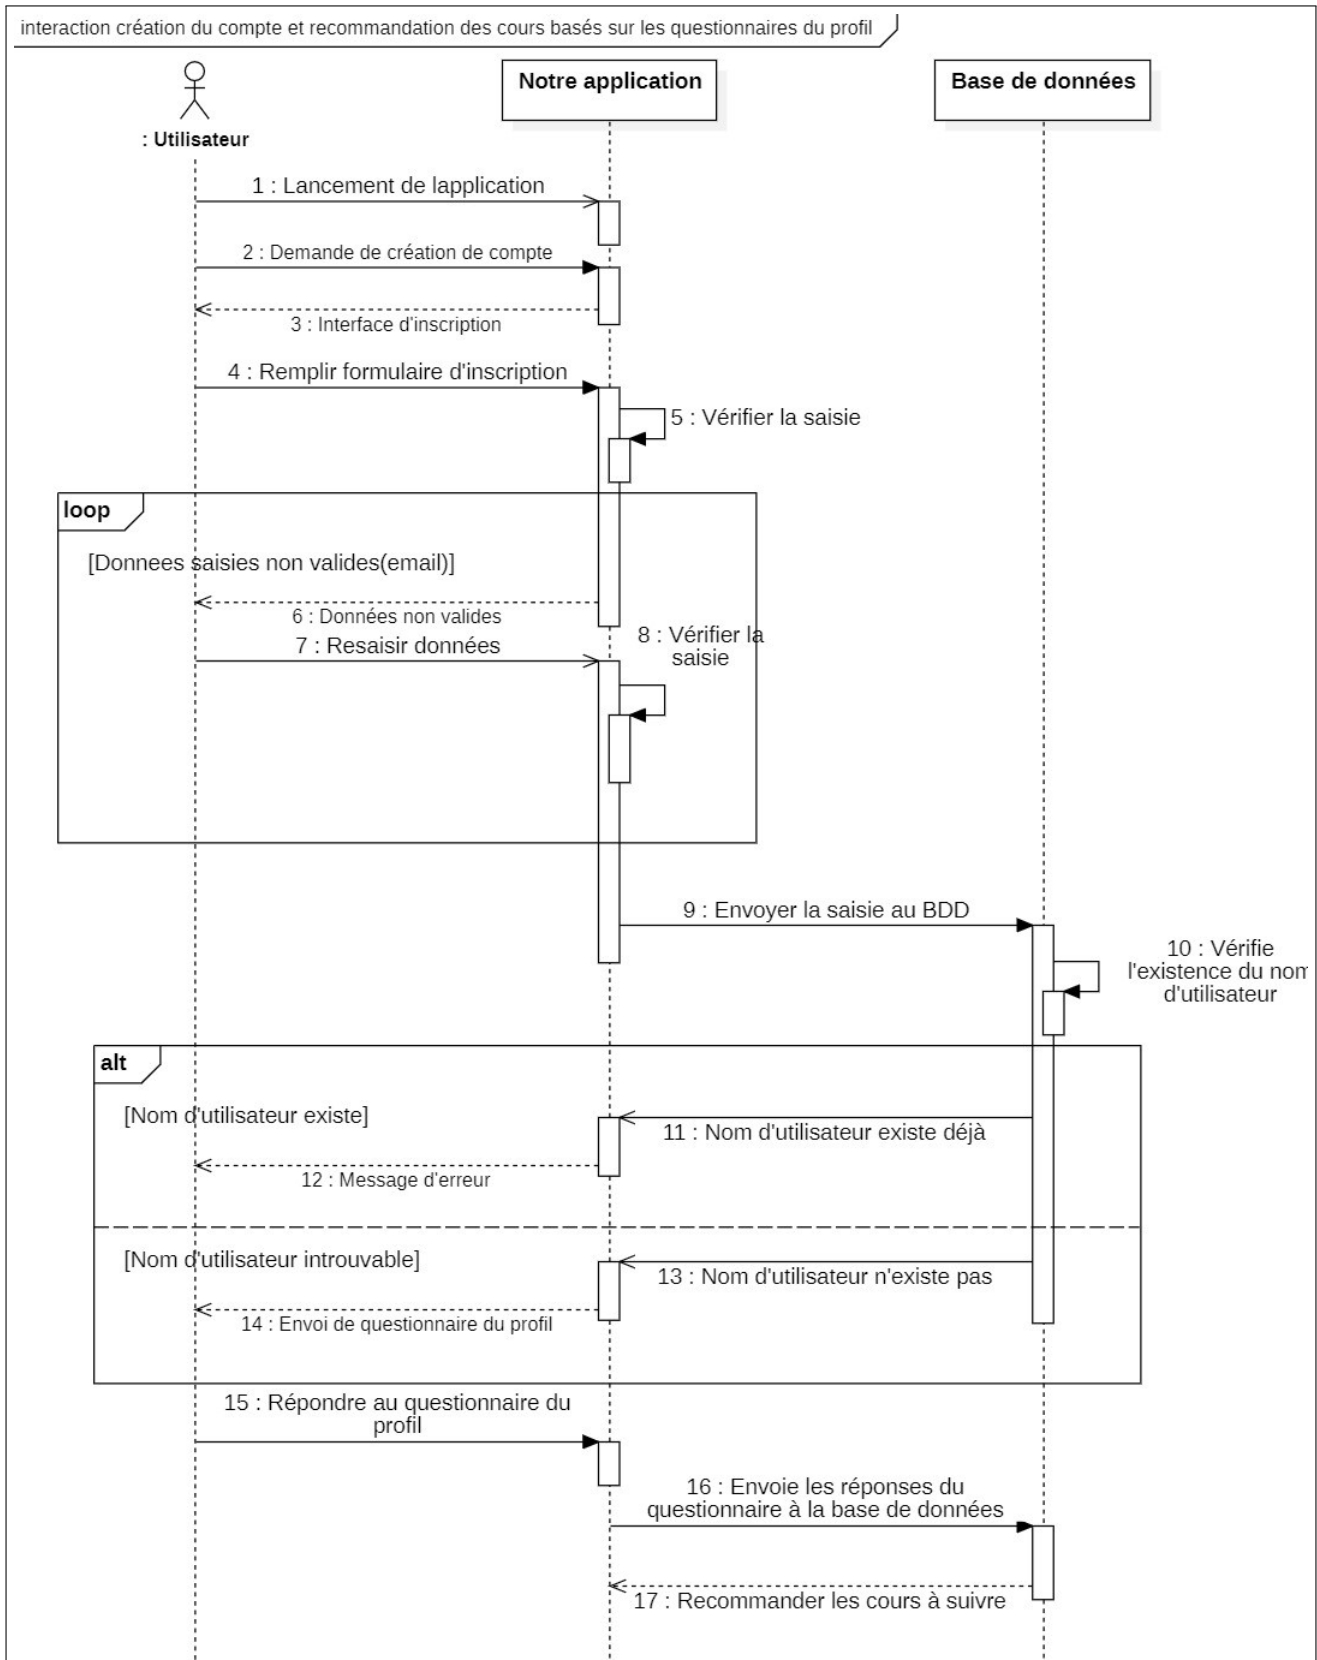 interaction création du compte et recommandation des cours basés sur les questionnaires du profil
Notre application
Base de données
: Utilisateur
1 : Lancement de lapplication
2 : Demande de création de compte
3 : Interface d'inscription
4 : Remplir formulaire d'inscription
5 : Vérifier la saisie
loop
[Donnees saisies non valides(email)]
6 : Données non valides
7 : Resaisir données
8 : Vérifier la
saisie
9 : Envoyer la saisie au BDD
10 : Vérifie
l'existence du nom
d'utilisateur
alt
[Nom d'utilisateur existe]
11 : Nom d'utilisateur existe déjà
12 : Message d'erreur
[Nom d'utilisateur introuvable]
13 : Nom d'utilisateur n'existe pas
14 : Envoi de questionnaire du profil
15 : Répondre au questionnaire du
profil
16 : Envoie les réponses du
questionnaire à la base de données
17 : Recommander les cours à suivre